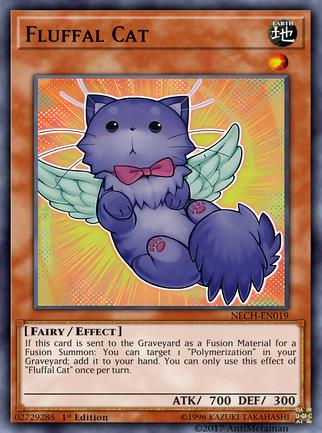 Fluffal Cat
EARTH
地
NECH-EN019
[ Fairy / Effect ]
If this card is sent to the Graveyard as a Fusion Material for a
Fusion Summon: You can target 1 "Polymerization" in
your Graveyard; add it to your hand. You can only use this effect of
"Fluffal Cat" once per turn.
ATK/ 700 DEF/ 300
02729285 1st Edition ©1996 KAZUKI TAKAHASHI
©2017 AntiMetaman